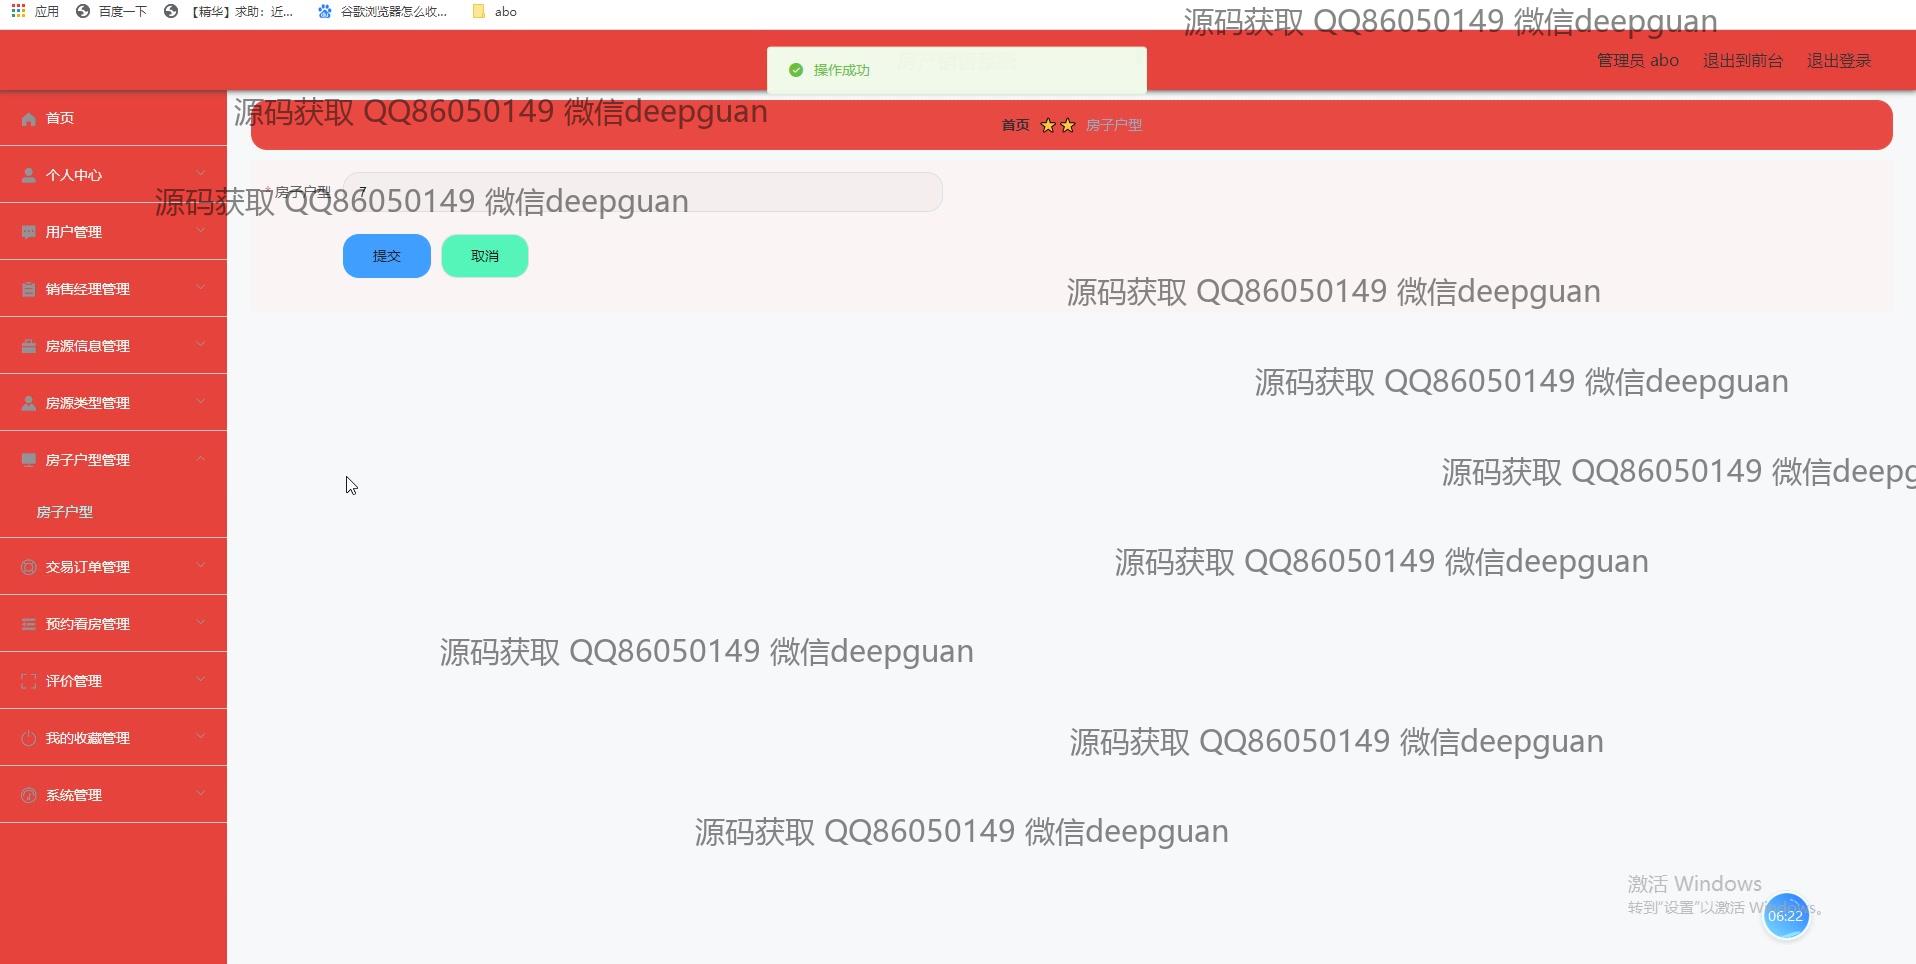 应用 百度一下 【精华】求助：近... 谷歌浏览器怎么收... abo
源码获取 QQ86050149 微信deepguan
操作成功
管理员 abo 退出到前台 退出登录
首页
源码获取 QQ86050149 微信deepguan
首页 房子户型
个人中心
* 房子户型 7
源码获取 QQ86050149 微信deepguan
用户管理
提交 取消
销售经理管理
源码获取 QQ86050149 微信deepguan
房源信息管理
源码获取 QQ86050149 微信deepguan
房源类型管理
房子户型管理
源码获取 QQ86050149 微信deepg
房子户型
交易订单管理
源码获取 QQ86050149 微信deepguan
预约看房管理
源码获取 QQ86050149 微信deepguan
评价管理
我的收藏管理
源码获取 QQ86050149 微信deepguan
系统管理
源码获取 QQ86050149 微信deepguan
激活 Windows
转到“设置”以激活 Windows。
06:22